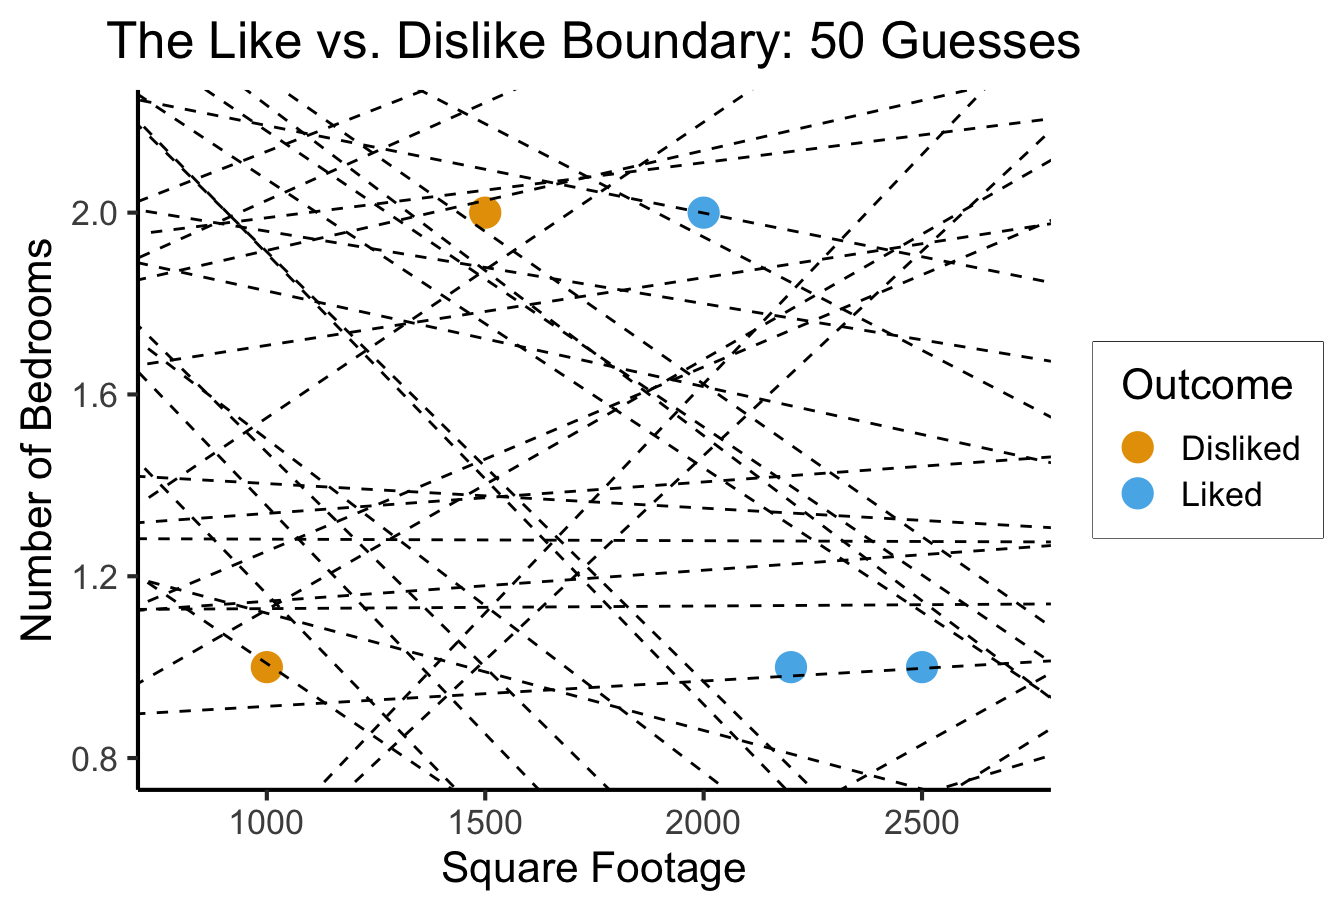 The Like vs. Dislike Boundary: 50 Guesses
Number of Bedrooms
2.0
1.6
1.2
0.8
1000 1500 2000 2500
Square Footage
Outcome
Disliked
Liked